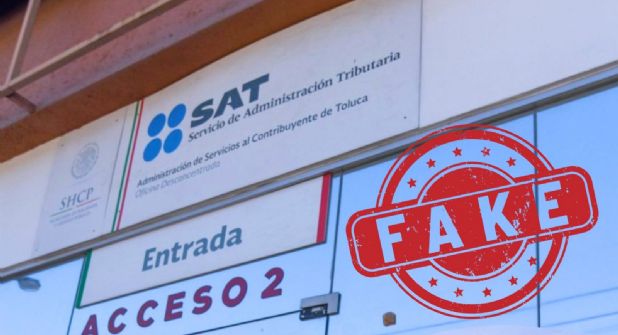 SAT
Servicio de Administración Tributaria
Administración de Servicios al Contribuyente de Toluca
Oficina Desconcentrada
SHCP
Entrada
ACCESO 2
FAKE